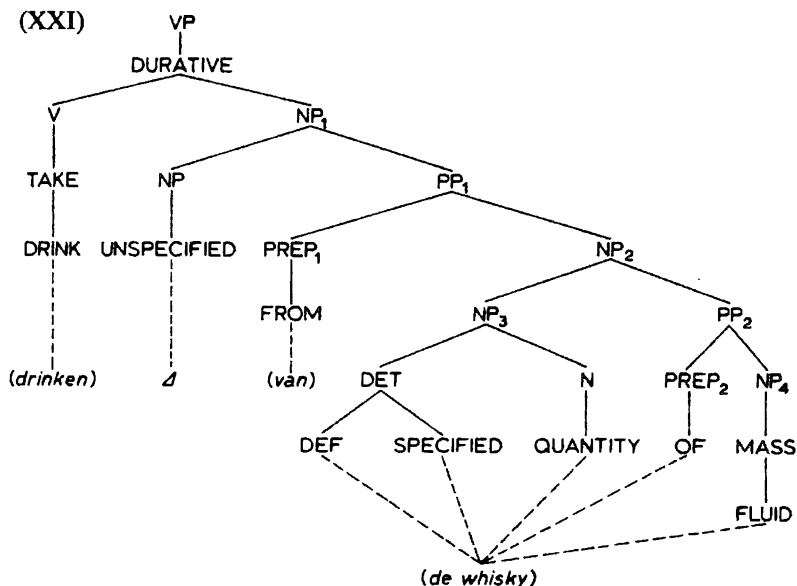 (XXI) VP
DURATIVE
V NP₁
TAKE NP PP₁
DRINK UNSPECIFIED PREP₁ NP₂
FROM NP₃ PP₂
(drinken) Δ (van) DET N PREP₂ NP₄
DEF SPECIFIED QUANTITY OF MASS
FLUID
(de whisky)